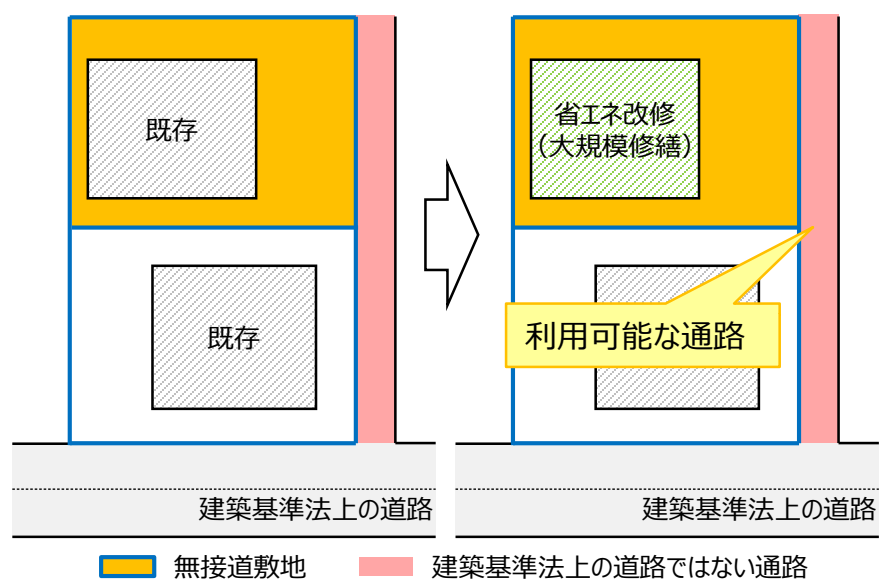 既存
既存
建築基準法上の道路
省エネ改修
(大規模修繕)
利用可能な通路
建築基準法上の道路
無接道敷地
建築基準法上の道路ではない通路